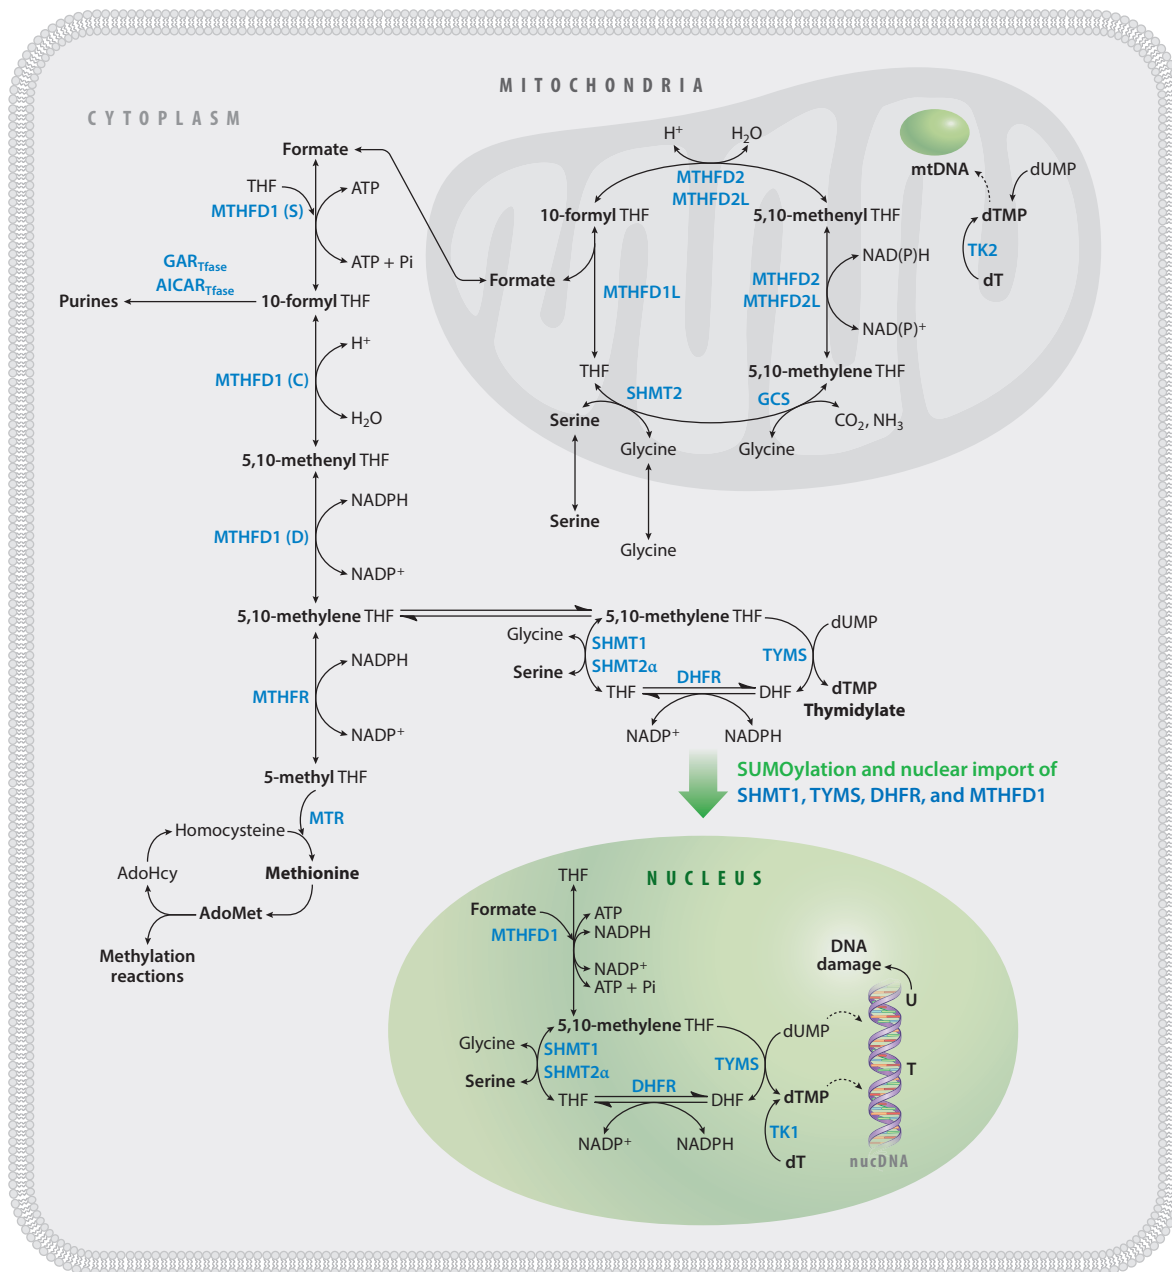 MITOCHONDRIA
CYTOPLASM
Formate
THF
ATP
MTHFD1 (S)
ATP + Pi
GARTfase
AICARTfase
Purines
10-formyl THF
H+
MTHFD1 (C)
H2O
5,10-methenyl THF
NADPH
MTHFD1 (D)
NADP+
5,10-methylene THF
NADPH
MTHFR
NADP+
5-methyl THF
MTR
Homocysteine
AdoHcy
Methionine
AdoMet
Methylation
reactions
H+
H2O
MTHFD2
MTHFD2L
10-formyl THF
5,10-methenyl THF
Formate
MTHFD1L
MTHFD2
MTHFD2L
NAD(P)H
NAD(P)+
THF
5,10-methylene THF
SHMT2
GCS
Serine
Glycine
Glycine
CO2, NH3
Serine
Glycine
mtDNA
dUMP
dTMP
TK2
dT
5,10-methylene THF
Glycine
SHMT1
SHMT2α
Serine
THF
DHFR
DHF
TYMS
dUMP
dTMP
Thymidylate
NADP+
NADPH
SUMOylation and nuclear import of
SHMT1, TYMS, DHFR, and MTHFD1
NUCLEUS
THF
Formate
MTHFD1
ATP
NADPH
NADP+
ATP + Pi
5,10-methylene THF
Glycine
SHMT1
SHMT2α
Serine
THF
DHFR
DHF
TYMS
NADP+
NADPH
dUMP
dTMP
TK1
dT
DNA
damage
U
T
nucDNA